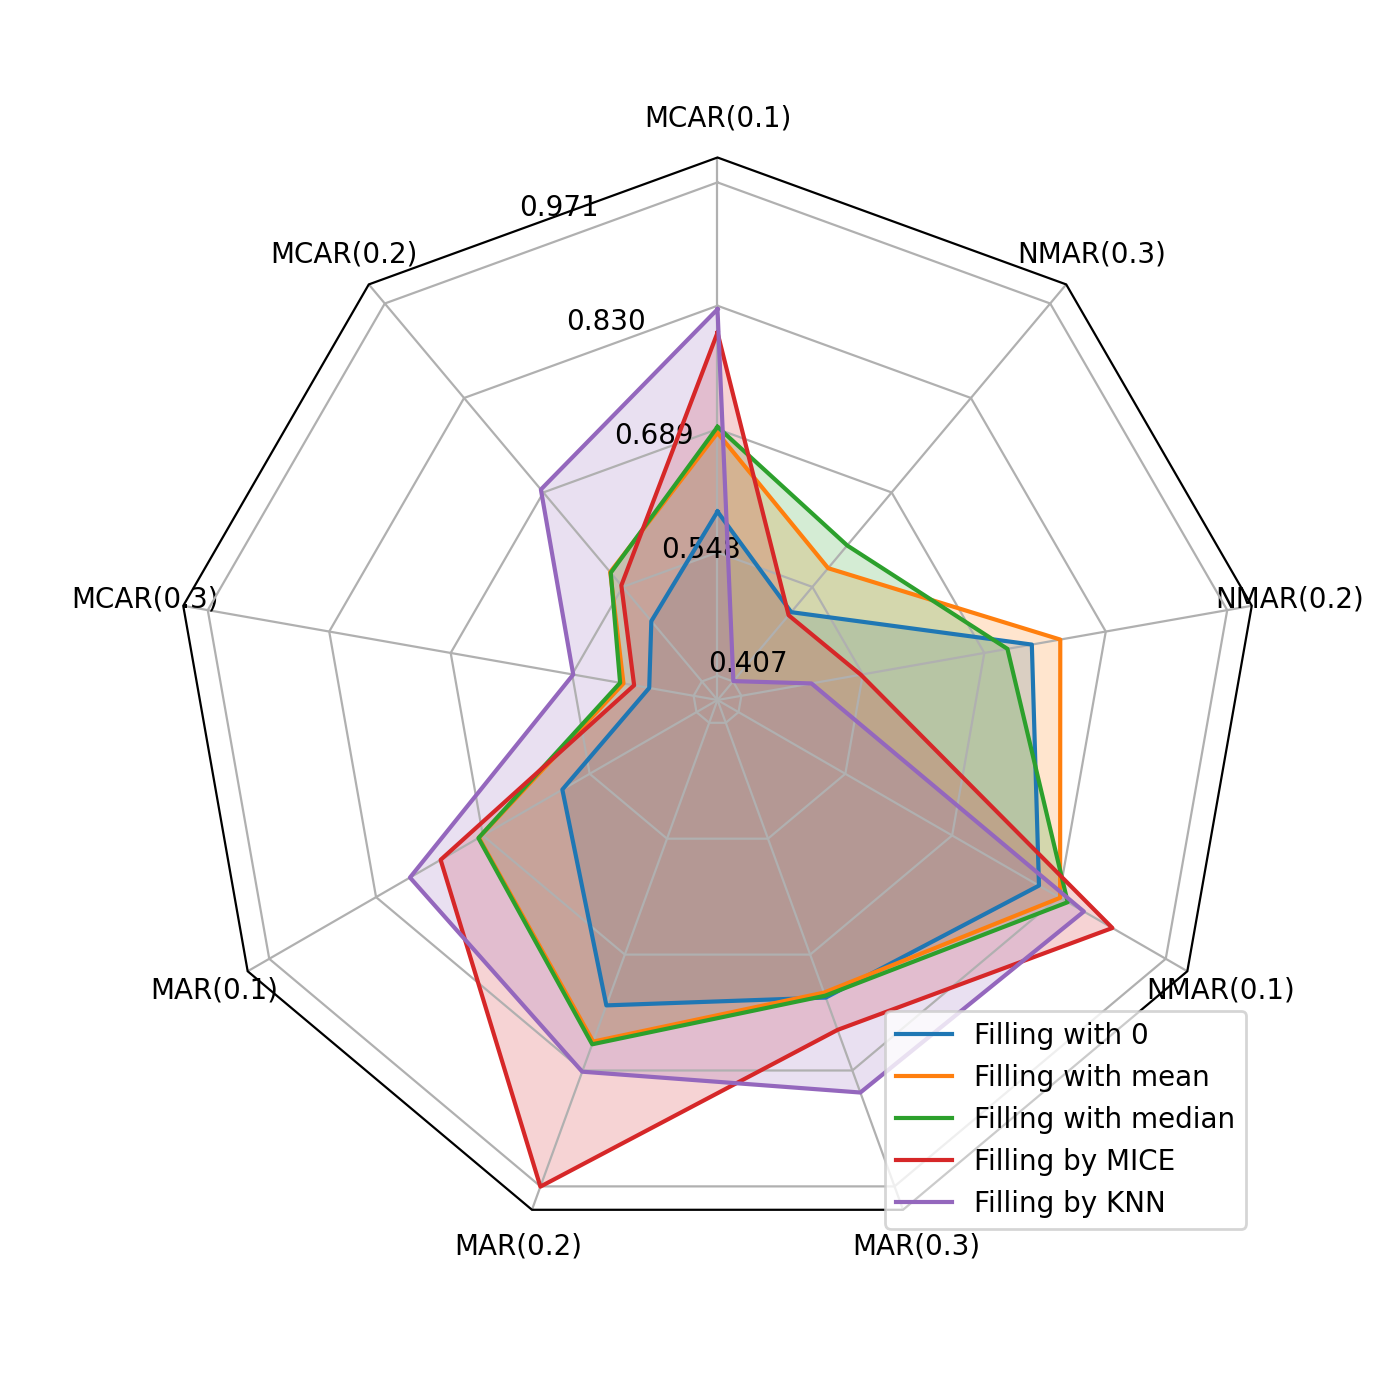 MCAR(0.1)
0.971
MCAR(0.2)
NMAR(0.3)
0.830
0.689
0.548
MCAR(0.3)
NMAR(0.2)
0.407
MAR(0.1)
NMAR(0.1)
Filling with 0
Filling with mean
Filling with median
Filling by MICE
Filling by KNN
MAR(0.2)
MAR(0.3)